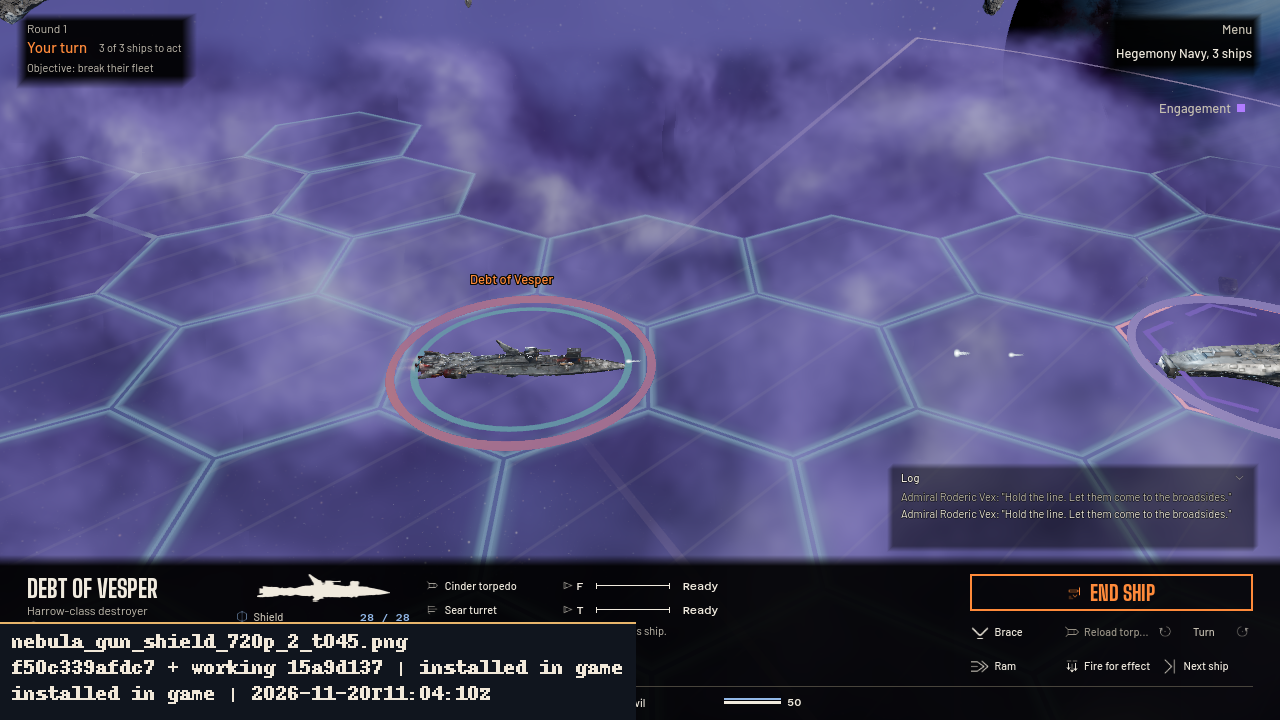 Round 1
Your turn 3 of 3 ships to act
Objective: break their fleet
Menu
Hegemony Navy, 3 ships
Engagement
Debt of Vesper
Log
Admiral Roderic Vex: "Hold the line. Let them come to the broadsides."
Admiral Roderic Vex: "Hold the line. Let them come to the broadsides."
DEBT OF VESPER
Harrow-class destroyer
Shield 28 / 28
Cinder torpedo F Ready
Sear turret T Ready
s ship.
50
END SHIP
Brace Reload torp... Turn
Ram Fire for effect Next ship
nebula_gun_shield_720p_2_t045.png
f50c339afdc7 + working 15a9d137 | installed in game
installed in game | 2026-11-20T11:04:10Z